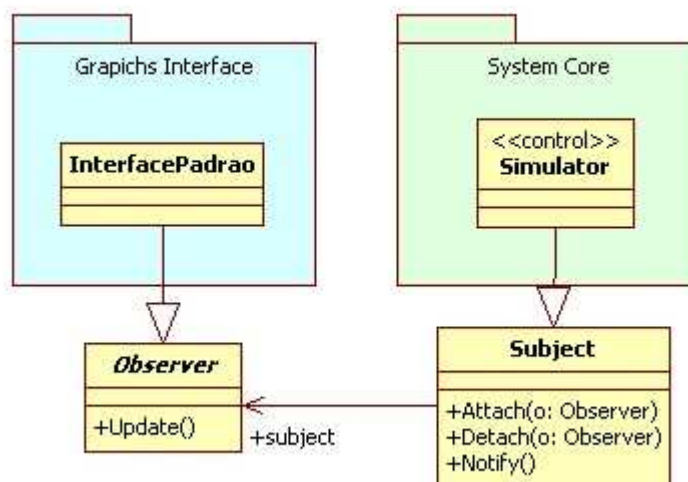 Grapichs Interface
System Core
InterfacePadrao
<<control>>
Simulator
Observer
+Update()
+subject
Subject
+Attach(o: Observer)
+Detach(o: Observer)
+Notify()